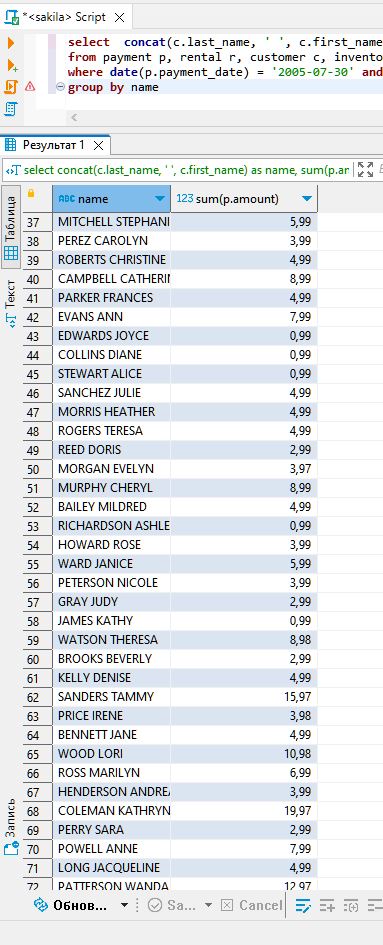 *<sakila> Script
select concat(c.last_name, ' ', c.first_name
from payment p, rental r, customer c, invento
where date(p.payment_date) = '2005-07-30' and
group by name
Результат 1
select concat(c.last_name, ' ', c.first_name) as name, sum(p.am
Таблица
Текст
Запись
ABC name 123 sum(p.amount)
37 MITCHELL STEPHANI 5,99
38 PEREZ CAROLYN 3,99
39 ROBERTS CHRISTINE 4,99
40 CAMPBELL CATHERIN 8,99
41 PARKER FRANCES 4,99
42 EVANS ANN 7,99
43 EDWARDS JOYCE 0,99
44 COLLINS DIANE 0,99
45 STEWART ALICE 0,99
46 SANCHEZ JULIE 4,99
47 MORRIS HEATHER 4,99
48 ROGERS TERESA 4,99
49 REED DORIS 2,99
50 MORGAN EVELYN 3,97
51 MURPHY CHERYL 8,99
52 BAILEY MILDRED 4,99
53 RICHARDSON ASHLE 0,99
54 HOWARD ROSE 3,99
55 WARD JANICE 5,99
56 PETERSON NICOLE 3,99
57 GRAY JUDY 2,99
58 JAMES KATHY 0,99
59 WATSON THERESA 8,98
60 BROOKS BEVERLY 2,99
61 KELLY DENISE 4,99
62 SANDERS TAMMY 15,97
63 PRICE IRENE 3,98
64 BENNETT JANE 4,99
65 WOOD LORI 10,98
66 ROSS MARILYN 6,99
67 HENDERSON ANDREA 3,99
68 COLEMAN KATHRYN 19,97
69 PERRY SARA 2,99
70 POWELL ANNE 7,99
71 LONG JACQUELINE 4,99
72 PATTERSON WANDA 12,97
Обнов... Sa... Cancel